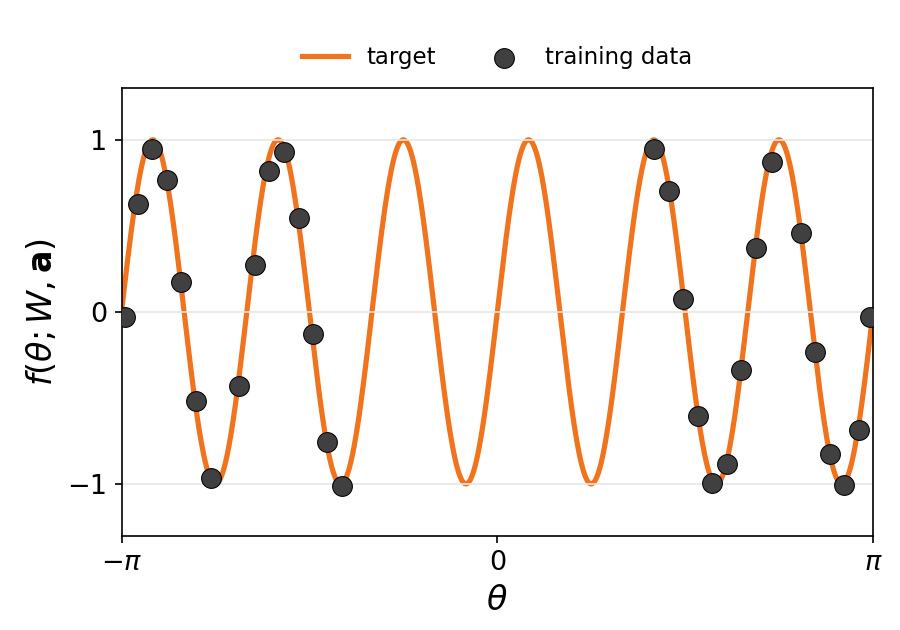 target training data
f(θ; W, a)
1
0
−1
−π 0 π
θ